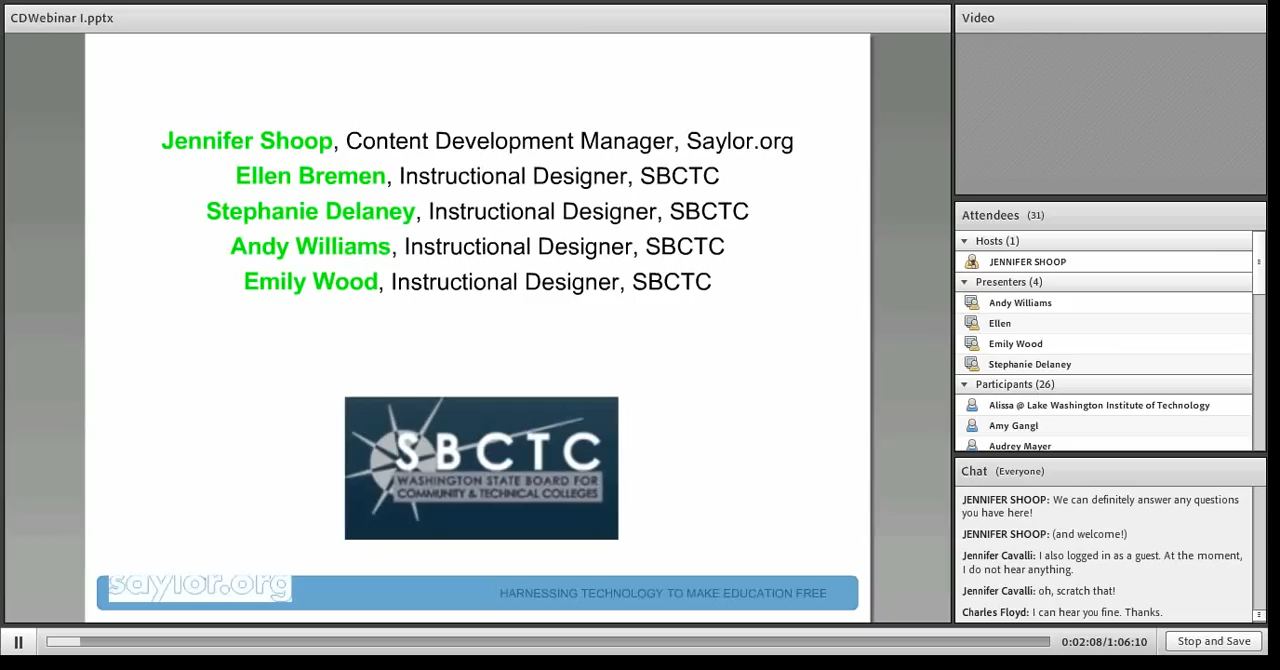 CDWebinar I.pptx
Jennifer Shoop, Content Development Manager, Saylor.org
Ellen Bremen, Instructional Designer, SBCTC
Stephanie Delaney, Instructional Designer, SBCTC
Andy Williams, Instructional Designer, SBCTC
Emily Wood, Instructional Designer, SBCTC
SBCTC
WASHINGTON STATE BOARD FOR
COMMUNITY & TECHNICAL COLLEGES
saylor.org
HARNESSING TECHNOLOGY TO MAKE EDUCATION FREE
Video
Attendees (31)
Hosts (1)
JENNIFER SHOOP
Presenters (4)
Andy Williams
Ellen
Emily Wood
Stephanie Delaney
Participants (26)
Alissa @ Lake Washington Institute of Technology
Amy Gangl
Audrey Mayer
Chat (Everyone)
JENNIFER SHOOP: We can definitely answer any questions
you have here!
JENNIFER SHOOP: (and welcome!)
Jennifer Cavalli: I also logged in as a guest. At the moment,
I do not hear anything.
Jennifer Cavalli: oh, scratch that!
Charles Floyd: I can hear you fine. Thanks.
0:02:08/1:06:10
Stop and Save